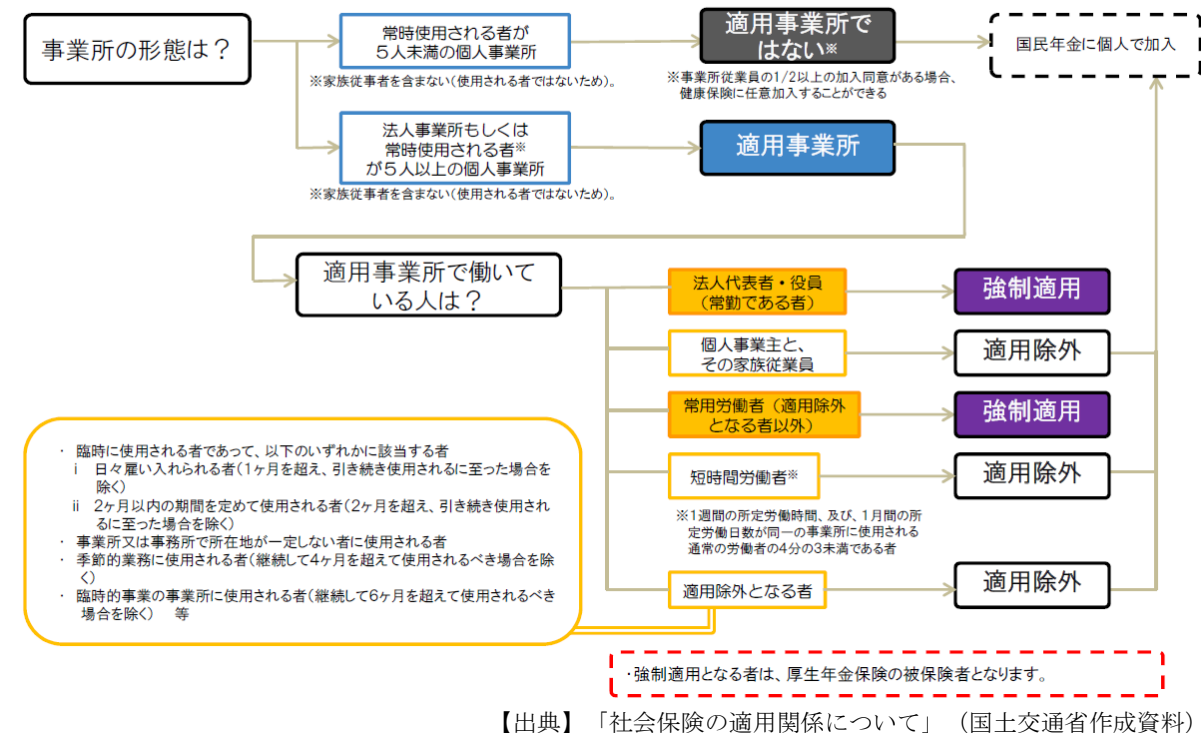 事業所の形態は？
常時使用される者が
５人未満の個人事業所
※家族従事者を含まない（使用される者ではないため）。
適用事業所で
はない※
※事業所従業員の1/2以上の加入同意がある場合、
健康保険に任意加入することができる
国民年金に個人で加入
法人事業所もしくは
常時使用される者※
が５人以上の個人事業所
※家族従事者を含まない（使用される者ではないため）。
適用事業所
適用事業所で働いて
いる人は？
法人代表者・役員
（常勤である者）
強制適用
個人事業主と、
その家族従業員
適用除外
常用労働者（適用除外
となる者以外）
強制適用
短時間労働者※
適用除外
※1週間の所定労働時間、及び、1月間の所
定労働日数が同一の事業所に使用される
通常の労働者の4分の3未満である者
適用除外となる者
適用除外
・ 臨時に使用される者であって、以下のいずれかに該当する者
ⅰ 日々雇い入れられる者（1ヶ月を超え、引き続き使用されるに至った場合を
除く）
ⅱ 2ヶ月以内の期間を定めて使用される者（2ヶ月を超え、引き続き使用され
るに至った場合を除く）
・ 事業所又は事務所で所在地が一定しない者に使用される者
・ 季節的業務に使用される者（継続して4ヶ月を超えて使用されるべき場合を除
く）
・ 臨時的事業の事業所に使用される者（継続して6ヶ月を超えて使用されるべき
場合を除く） 等
・強制適用となる者は、厚生年金保険の被保険者となります。
【出典】「社会保険の適用関係について」（国土交通省作成資料）